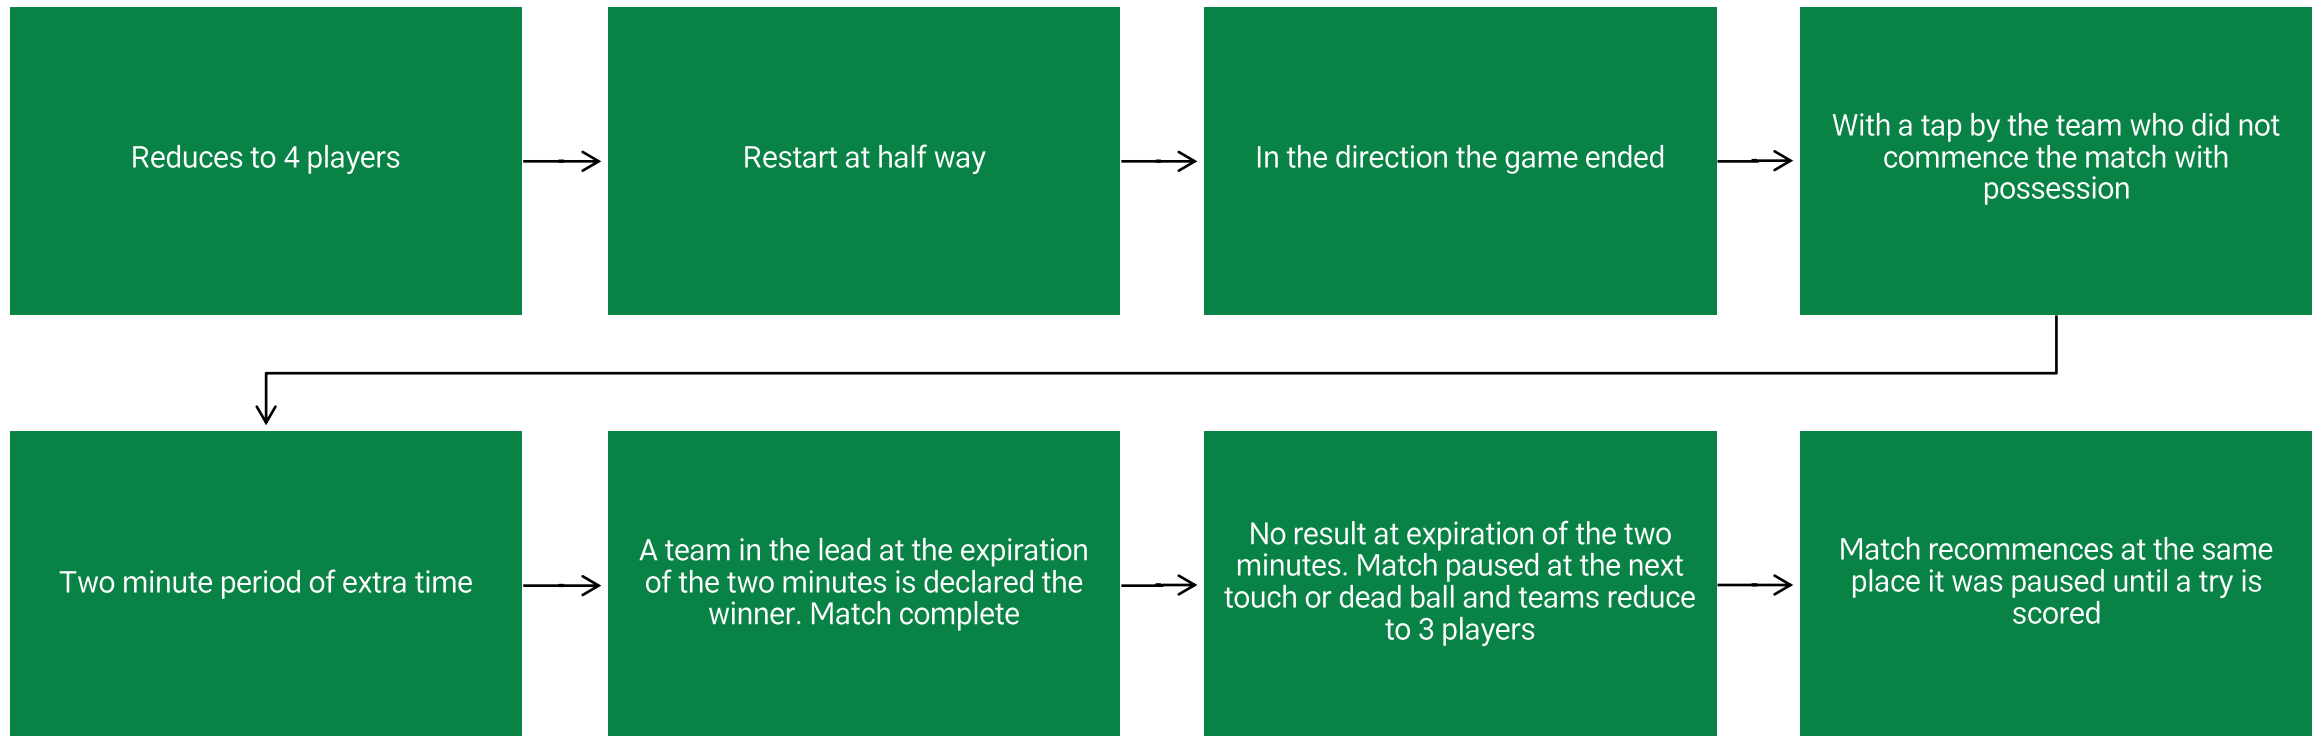 Reduces to 4 players
Restart at half way
In the direction the game ended
With a tap by the team who did not
commence the match with
possession
Two minute period of extra time
A team in the lead at the expiration
of the two minutes is declared the
winner. Match complete
No result at expiration of the two
minutes. Match paused at the next
touch or dead ball and teams reduce
to 3 players
Match recommences at the same
place it was paused until a try is
scored